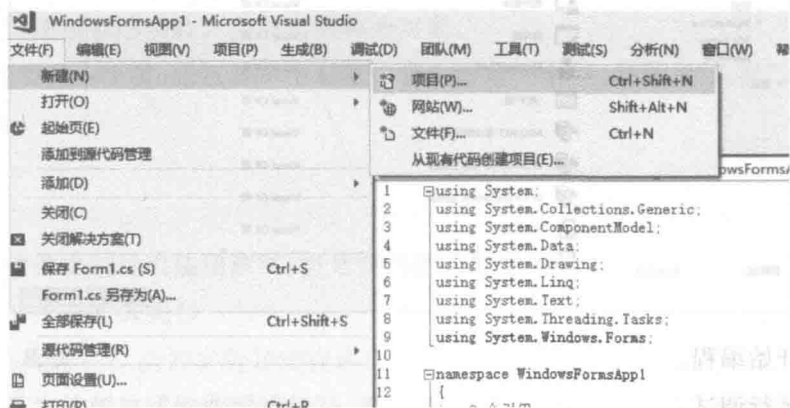 WindowsFormsApp1 - Microsoft Visual Studio
文件(F) 编辑(E) 视图(V) 项目(P) 生成(B) 调试(D) 团队(M) 工具(T) 测试(S) 分析(N) 窗口(W)
新建(N)
项目(P)... Ctrl+Shift+N
打开(O)
网站(W)... Shift+Alt+N
起始页(E)
文件(F)... Ctrl+N
添加到源代码管理
从现有代码创建项目(E)...
添加(D)
关闭(C)
关闭解决方案(T)
保存 Form1.cs (S) Ctrl+S
Form1.cs 另存为(A)...
全部保存(L) Ctrl+Shift+S
源代码管理(R)
页面设置(U)...
打印(P) Ctrl+P
1 using System;
2 using System.Collections.Generic;
3 using System.ComponentModel;
4 using System.Data;
5 using System.Drawing;
6 using System.Linq;
7 using System.Text;
8 using System.Threading.Tasks;
9 using System.Windows.Forms;
10
11 namespace WindowsFormsApp1
12 {